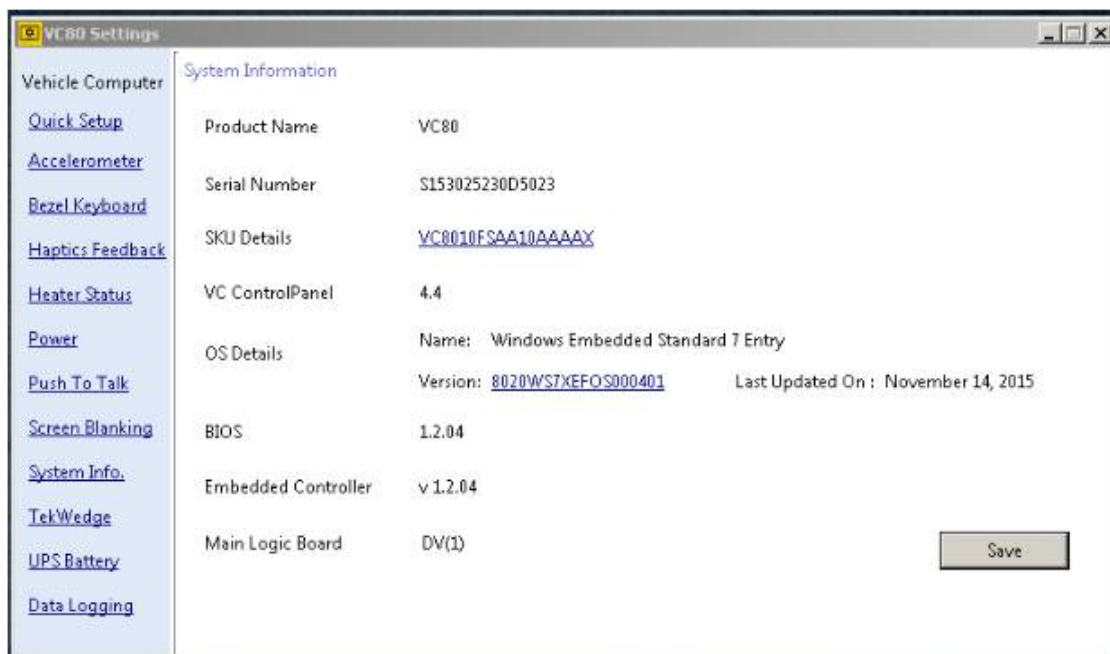 VC80 Settings
Vehicle Computer
Quick Setup
Accelerometer
Bezel Keyboard
Haptics Feedback
Heater Status
Power
Push To Talk
Screen Blanking
System Info.
TekWedge
UPS Battery
Data Logging
System Information
Product Name VC80
Serial Number S153025230D5023
SKU Details VC8010FSAA10AAAAX
VC ControlPanel 4.4
OS Details
Name: Windows Embedded Standard 7 Entry
Version: 8020WS7XEFOS000401 Last Updated On : November 14, 2015
BIOS 1.2.04
Embedded Controller v 1.2.04
Main Logic Board DV(1)
Save